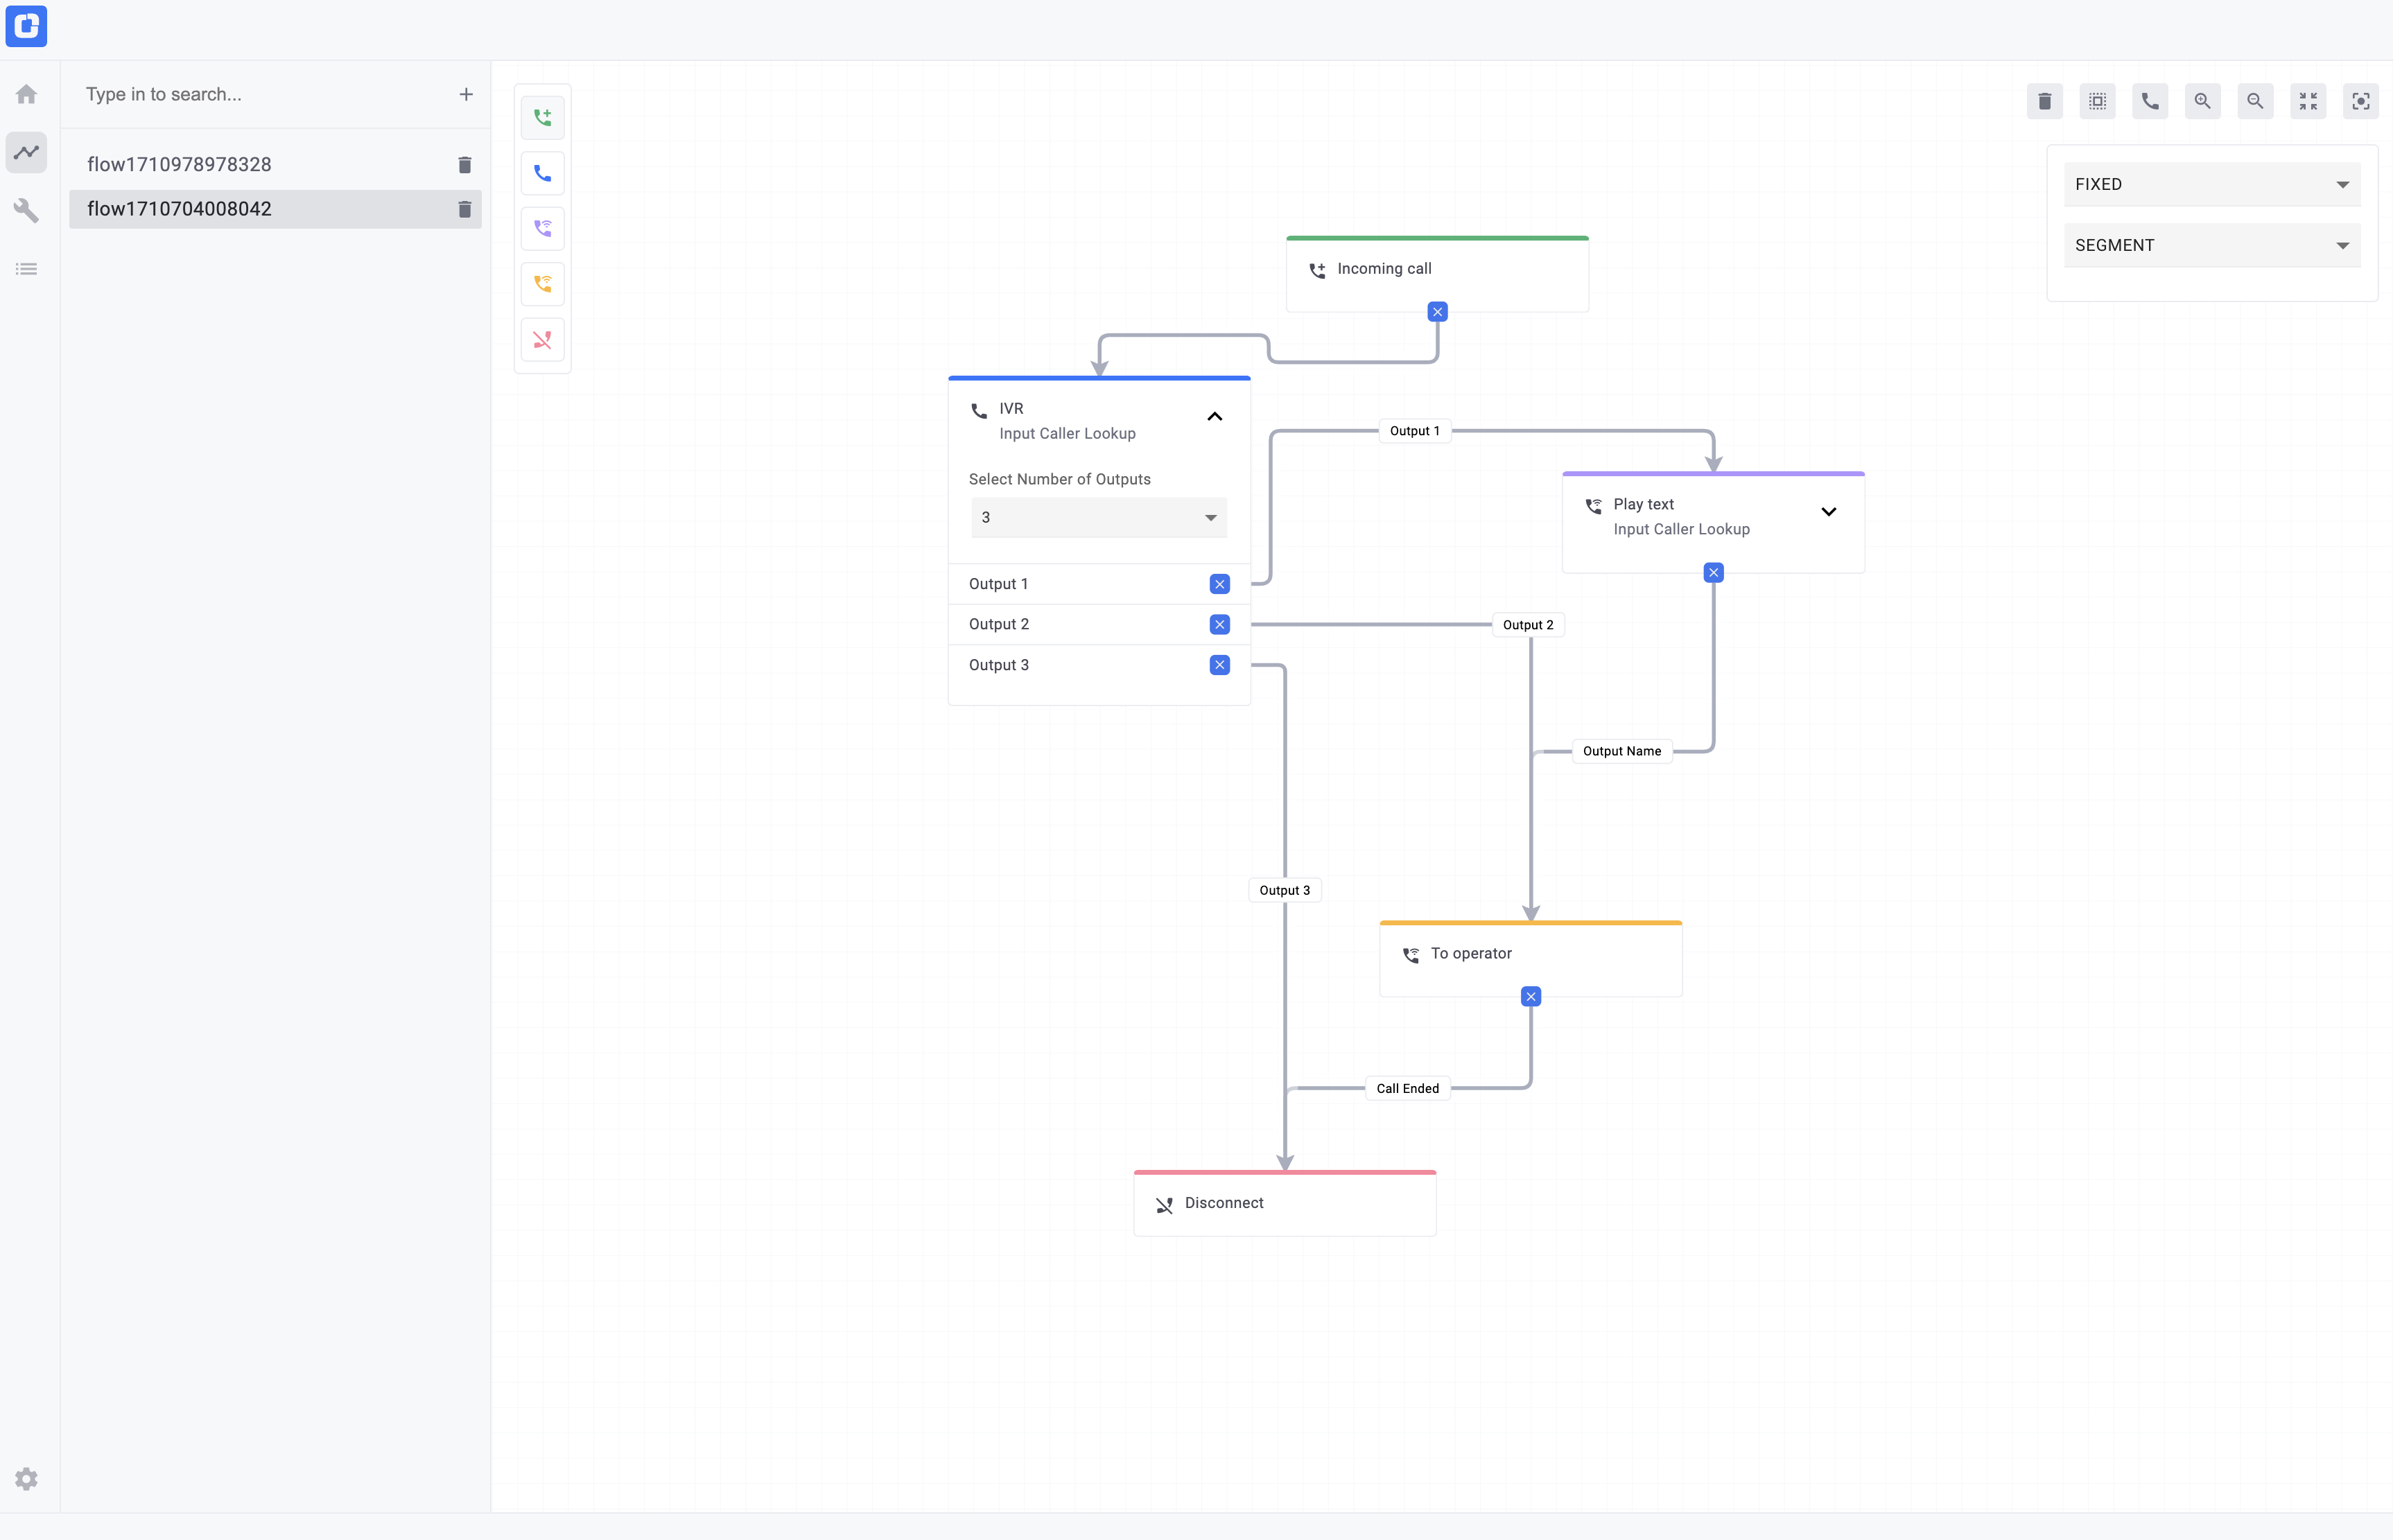 Type in to search...
flow1710978978328
flow1710704008042
FIXED
SEGMENT
Incoming call
IVR
Input Caller Lookup
Select Number of Outputs
3
Output 1
Output 2
Output 3
Output 1
Play text
Input Caller Lookup
Output 2
Output Name
Output 3
To operator
Call Ended
Disconnect